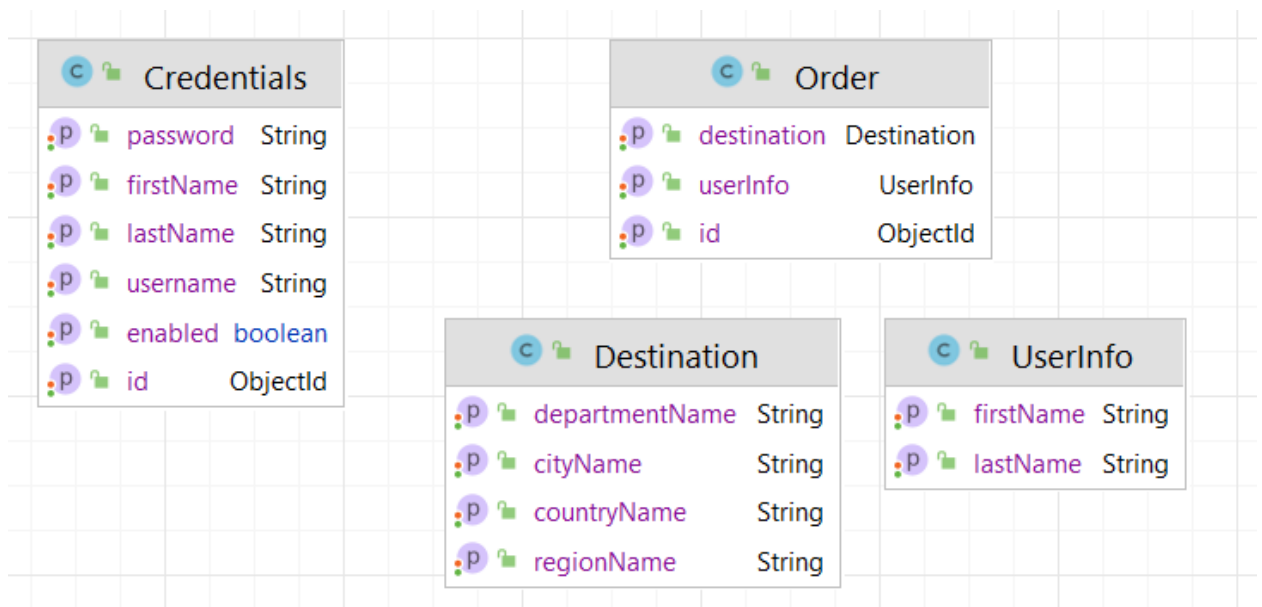 C Credentials
p password String
p firstName String
p lastName String
p username String
p enabled boolean
p id ObjectId
C Order
p destination Destination
p userInfo UserInfo
p id ObjectId
C Destination
p departmentName String
p cityName String
p countryName String
p regionName String
C UserInfo
p firstName String
p lastName String